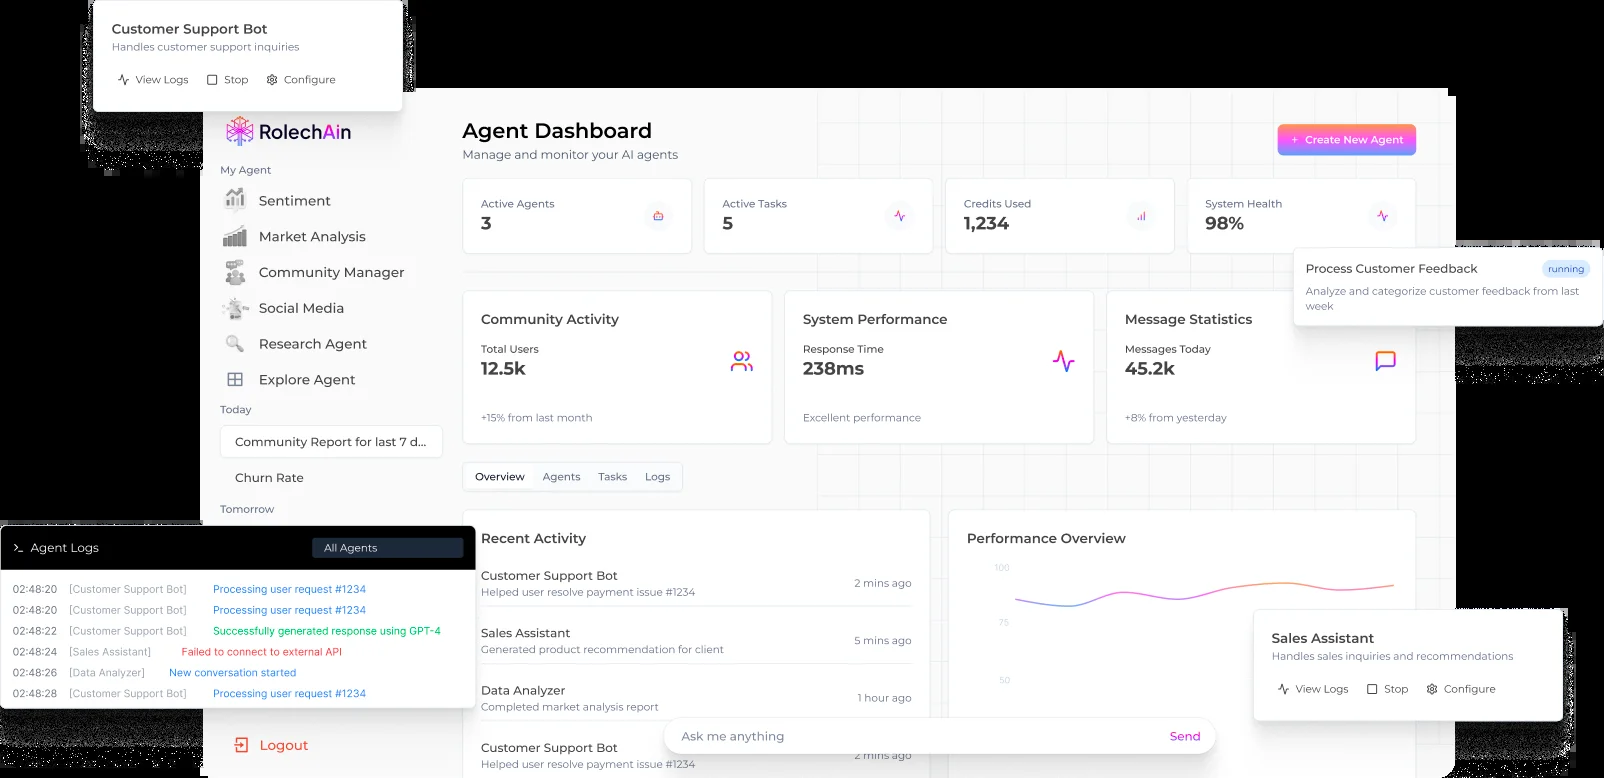 Customer Support Bot
Handles customer support inquiries
View Logs Stop Configure
RolechAin
My Agent
Sentiment
Market Analysis
Community Manager
Social Media
Research Agent
Explore Agent
Today
Community Report for last 7 d...
Churn Rate
Tomorrow
Agent Dashboard
Manage and monitor your AI agents
+ Create New Agent
Active Agents
3
Active Tasks
5
Credits Used
1,234
System Health
98%
Process Customer Feedback
running
Analyze and categorize customer feedback from last
week
Community Activity
Total Users
12.5k
+15% from last month
System Performance
Response Time
238ms
Excellent performance
Message Statistics
Messages Today
45.2k
+8% from yesterday
Overview Agents Tasks Logs
Agent Logs
All Agents
02:48:20 [Customer Support Bot] Processing user request #1234
02:48:20 [Customer Support Bot] Processing user request #1234
02:48:22 [Customer Support Bot] Successfully generated response using GPT-4
02:48:24 [Sales Assistant] Failed to connect to external API
02:48:26 [Data Analyzer] New conversation started
02:48:28 [Customer Support Bot] Processing user request #1234
Logout
Recent Activity
Customer Support Bot
Helped user resolve payment issue #1234
2 mins ago
Sales Assistant
Generated product recommendation for client
5 mins ago
Data Analyzer
Completed market analysis report
1 hour ago
Customer Support Bot
Helped user resolve payment issue #1234
2 mins ago
Performance Overview
100
75
50
Sales Assistant
Handles sales inquiries and recommendations
View Logs Stop Configure
Ask me anything
Send